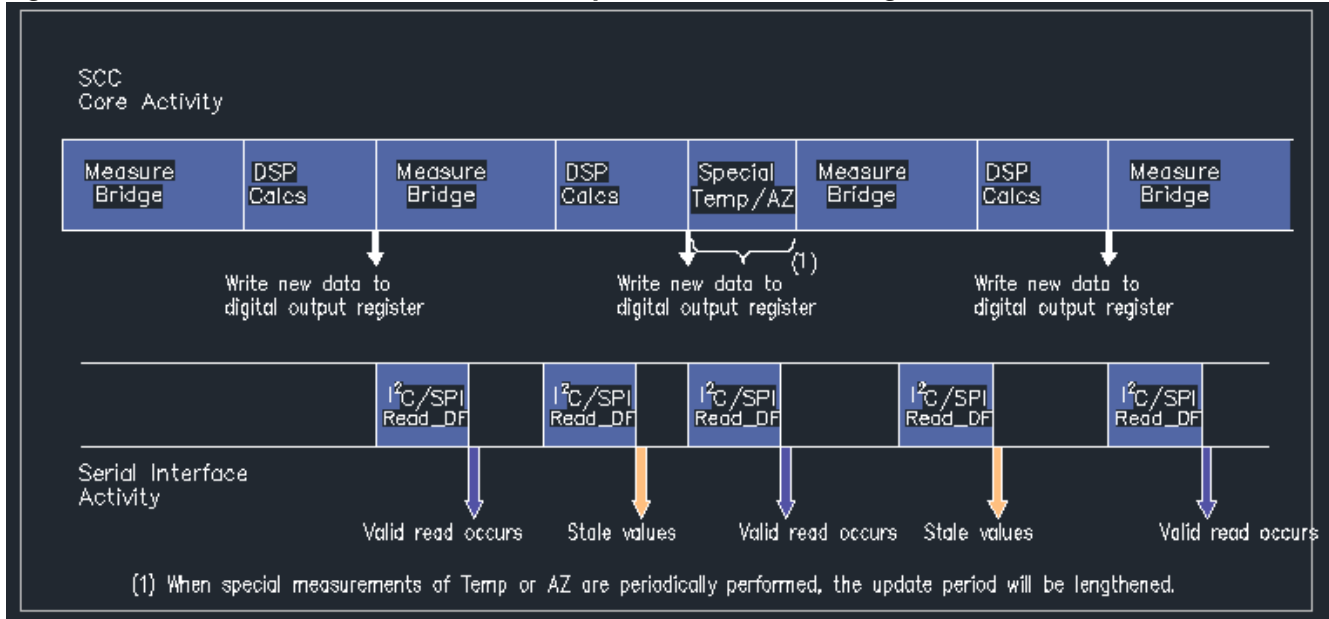 SCC
Core Activity
Measure
Bridge
DSP
Calcs
Measure
Bridge
DSP
Calcs
Special
Temp/AZ
Measure
Bridge
DSP
Calcs
Measure
Bridge
(1)
Write new data to
digital output register
Write new data to
digital output register
Write new data to
digital output register
I²C/SPI
Read_DF
I²C/SPI
Read_DF
I²C/SPI
Read_DF
I²C/SPI
Read_DF
I²C/SPI
Read_DF
Serial Interface
Activity
Valid read occurs
Stale values
Valid read occurs
Stale values
Valid read occurs
(1) When special measurements of Temp or AZ are periodically performed, the update period will be lengthened.